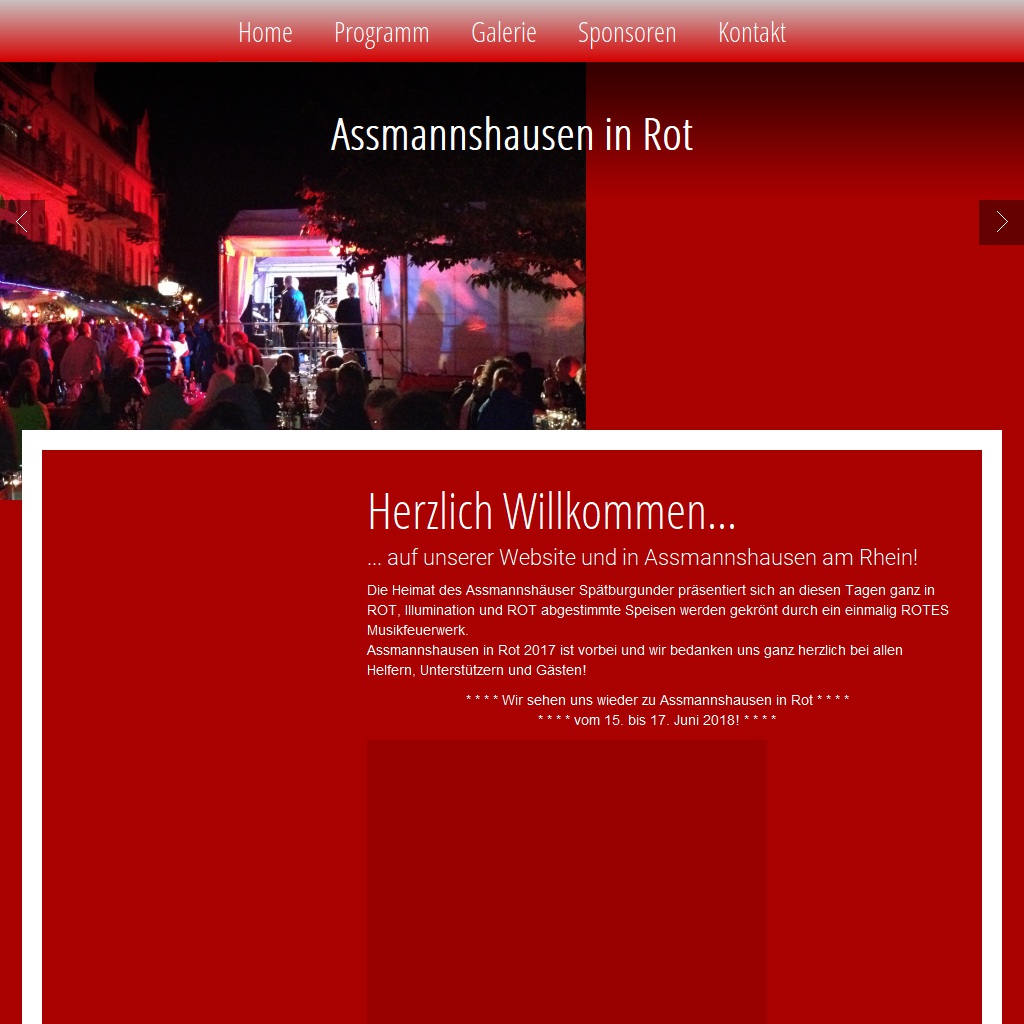 Home Programm Galerie Sponsoren Kontakt
Assmannshausen in Rot
Herzlich Willkommen...
... auf unserer Website und in Assmannshausen am Rhein!
Die Heimat des Assmannshäuser Spätburgunder präsentiert sich an diesen Tagen ganz in
ROT, Illumination und ROT abgestimmte Speisen werden gekrönt durch ein einmalig ROTES
Musikfeuerwerk.
Assmannshausen in Rot 2017 ist vorbei und wir bedanken uns ganz herzlich bei allen
Helfern, Unterstützern und Gästen!
* * * * Wir sehen uns wieder zu Assmannshausen in Rot * * * *
* * * * vom 15. bis 17. Juni 2018! * * * *